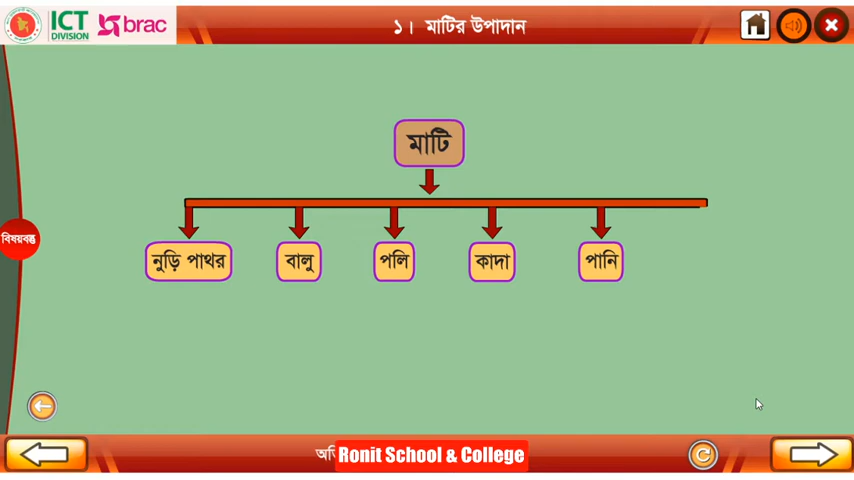 ICT
DIVISION
brac
১। মাটির উপাদান
মাটি
নুড়ি পাথর
বালু
পলি
কাদা
পানি
বিষয়বস্তু
Ronit School & College